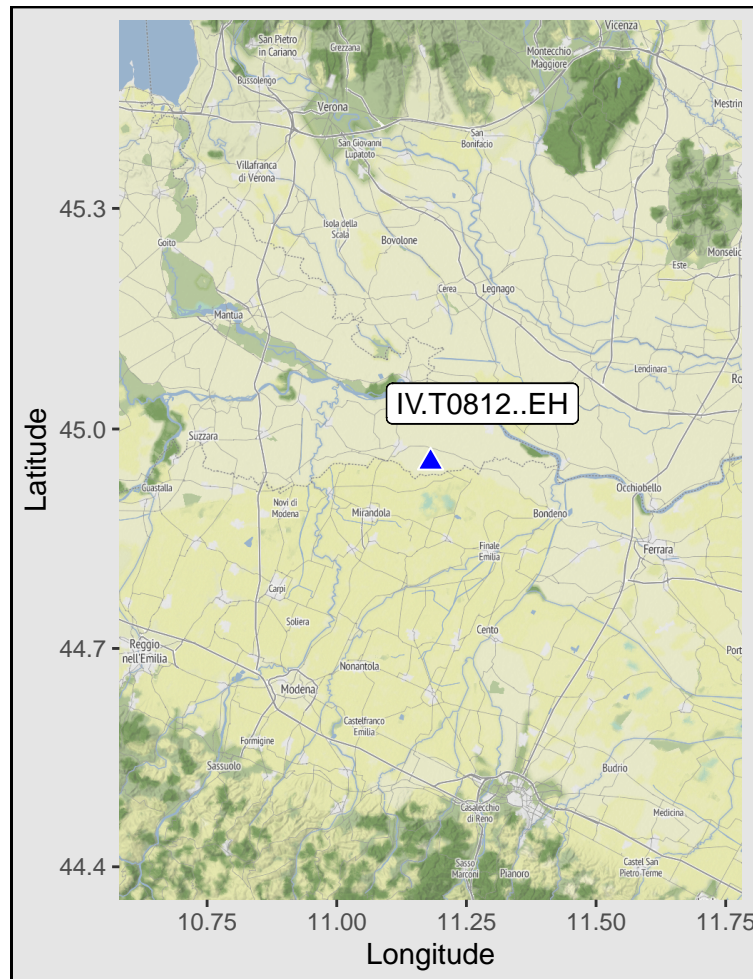 Vicenza
San Pietro
in Cariano
Grezzana
Montecchio
Maggiore
Bussolengo
Mestrin
Verona
San
Bonifacio
San Giovanni
Lupatoto
Villafranca
di Verona
45.3
Isola della
Scala
Bovolone
Goito
Monselic
Este
Cerea
Legnago
Mantua
Lendinara
Ro
IV.T0812..EH
45.0
Suzzara
Latitude
Guastalla
Occhiobello
Novi di
Modena
Mirandola
Bondeno
Finale
Emilia
Ferrara
Carpi
Soliera
Cento
44.7
Reggio
nell'Emilia
Port
Nonantola
Modena
Castelfranco
Emilia
Formigine
Sassuolo
Budrio
Casalecchio
di Reno
Medicina
44.4
Sasso
Marconi
Pianoro
Castel San
Pietro Terme
10.75
11.00
11.25
11.50
11.75
Longitude